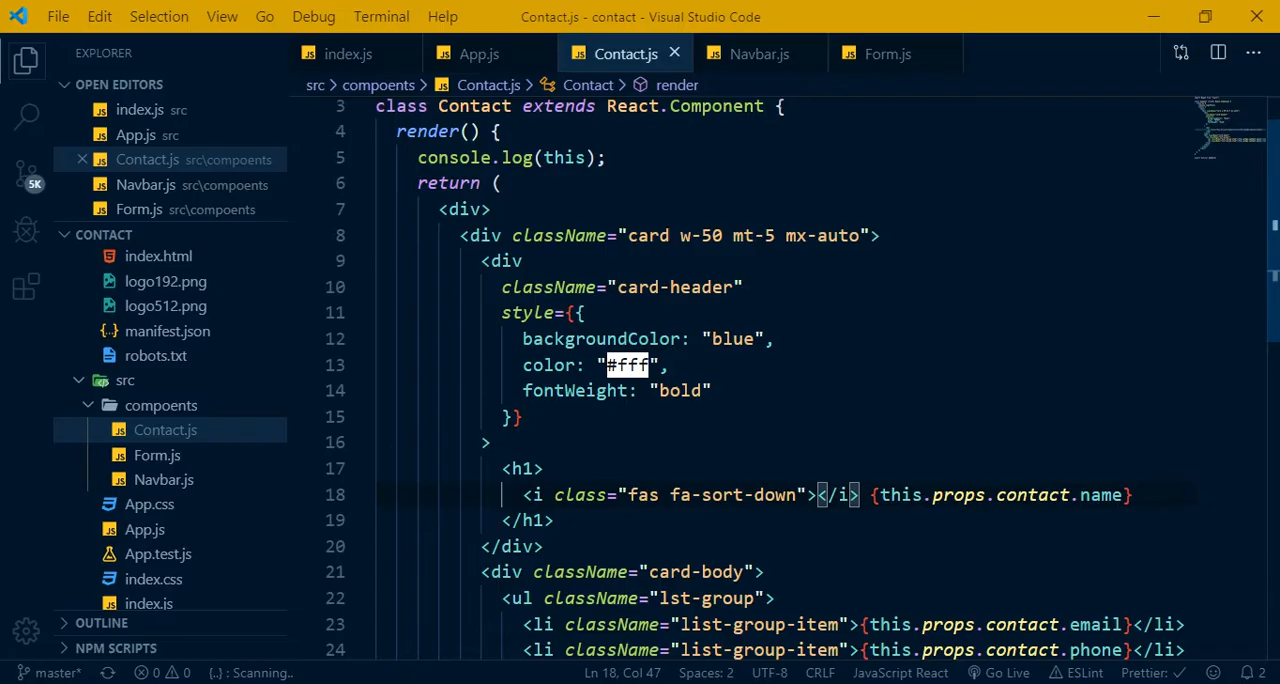 File Edit Selection View Go Debug Terminal Help Contact.js - contact - Visual Studio Code
EXPLORER
OPEN EDITORS
index.js src
App.js src
Contact.js src\compoents
Navbar.js src\compoents
Form.js src\compoents
CONTACT
index.html
logo192.png
logo512.png
manifest.json
robots.txt
src
compoents
Contact.js
Form.js
Navbar.js
App.css
App.js
App.test.js
index.css
index.js
OUTLINE
NPM SCRIPTS
5K
index.js App.js Contact.js Navbar.js Form.js
src > compoents > Contact.js > Contact > render
3 class Contact extends React.Component {
4 render() {
5 console.log(this);
6 return (
7 <div>
8 <div className="card w-50 mt-5 mx-auto">
9 <div
10 className="card-header"
11 style={{
12 backgroundColor: "blue",
13 color: "#fff",
14 fontWeight: "bold"
15 }}
16 >
17 <h1>
18 <i class="fas fa-sort-down"></i> {this.props.contact.name}
19 </h1>
20 </div>
21 <div className="card-body">
22 <ul className="lst-group">
23 <li className="list-group-item">{this.props.contact.email}</li>
24 <li className="list-group-item">{this.props.contact.phone}</li>
master* 0 0 {..} : Scanning.. Ln 18, Col 47 Spaces: 2 UTF-8 CRLF JavaScript React Go Live ESLint Prettier: ✓ 2